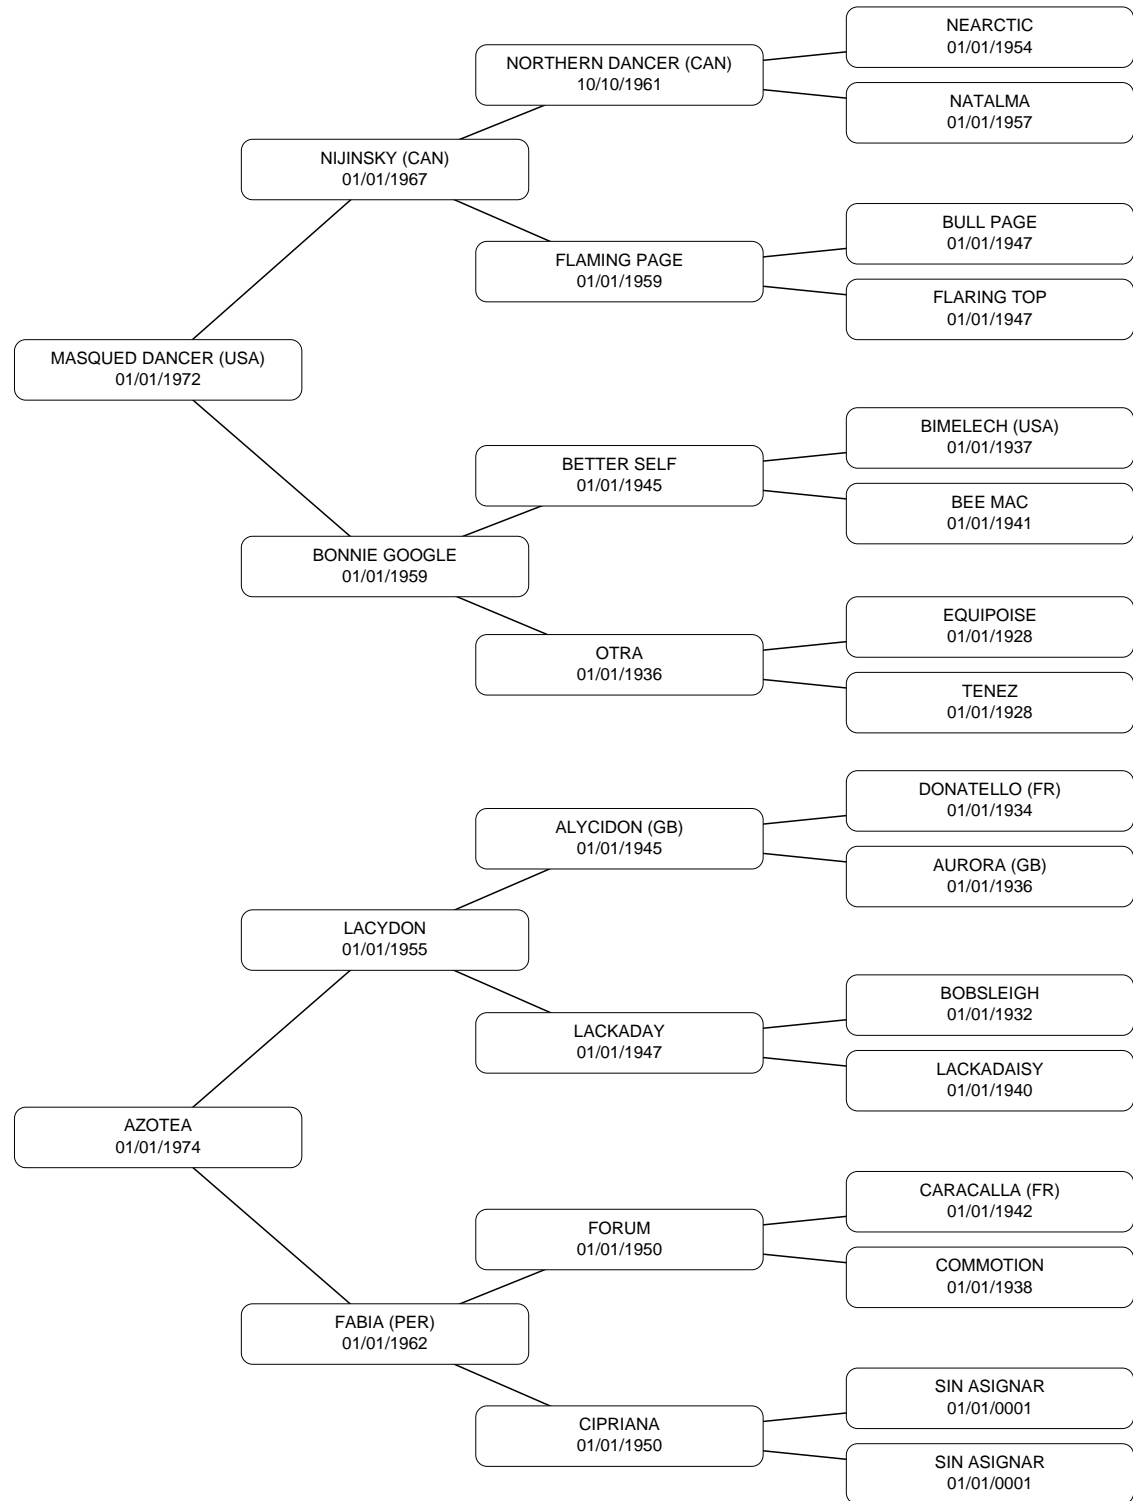 NEARCTIC
01/01/1954
NORTHERN DANCER (CAN)
10/10/1961
NATALMA
01/01/1957
NIJINSKY (CAN)
01/01/1967
BULL PAGE
01/01/1947
FLAMING PAGE
01/01/1959
FLARING TOP
01/01/1947
MASQUED DANCER (USA)
01/01/1972
BIMELECH (USA)
01/01/1937
BETTER SELF
01/01/1945
BEE MAC
01/01/1941
BONNIE GOOGLE
01/01/1959
EQUIPOISE
01/01/1928
OTRA
01/01/1936
TENEZ
01/01/1928
DONATELLO (FR)
01/01/1934
ALYCIDON (GB)
01/01/1945
AURORA (GB)
01/01/1936
LACYDON
01/01/1955
BOBSLEIGH
01/01/1932
LACKADAY
01/01/1947
LACKADAISY
01/01/1940
AZOTEA
01/01/1974
CARACALLA (FR)
01/01/1942
FORUM
01/01/1950
COMMOTION
01/01/1938
FABIA (PER)
01/01/1962
SIN ASIGNAR
01/01/0001
CIPRIANA
01/01/1950
SIN ASIGNAR
01/01/0001